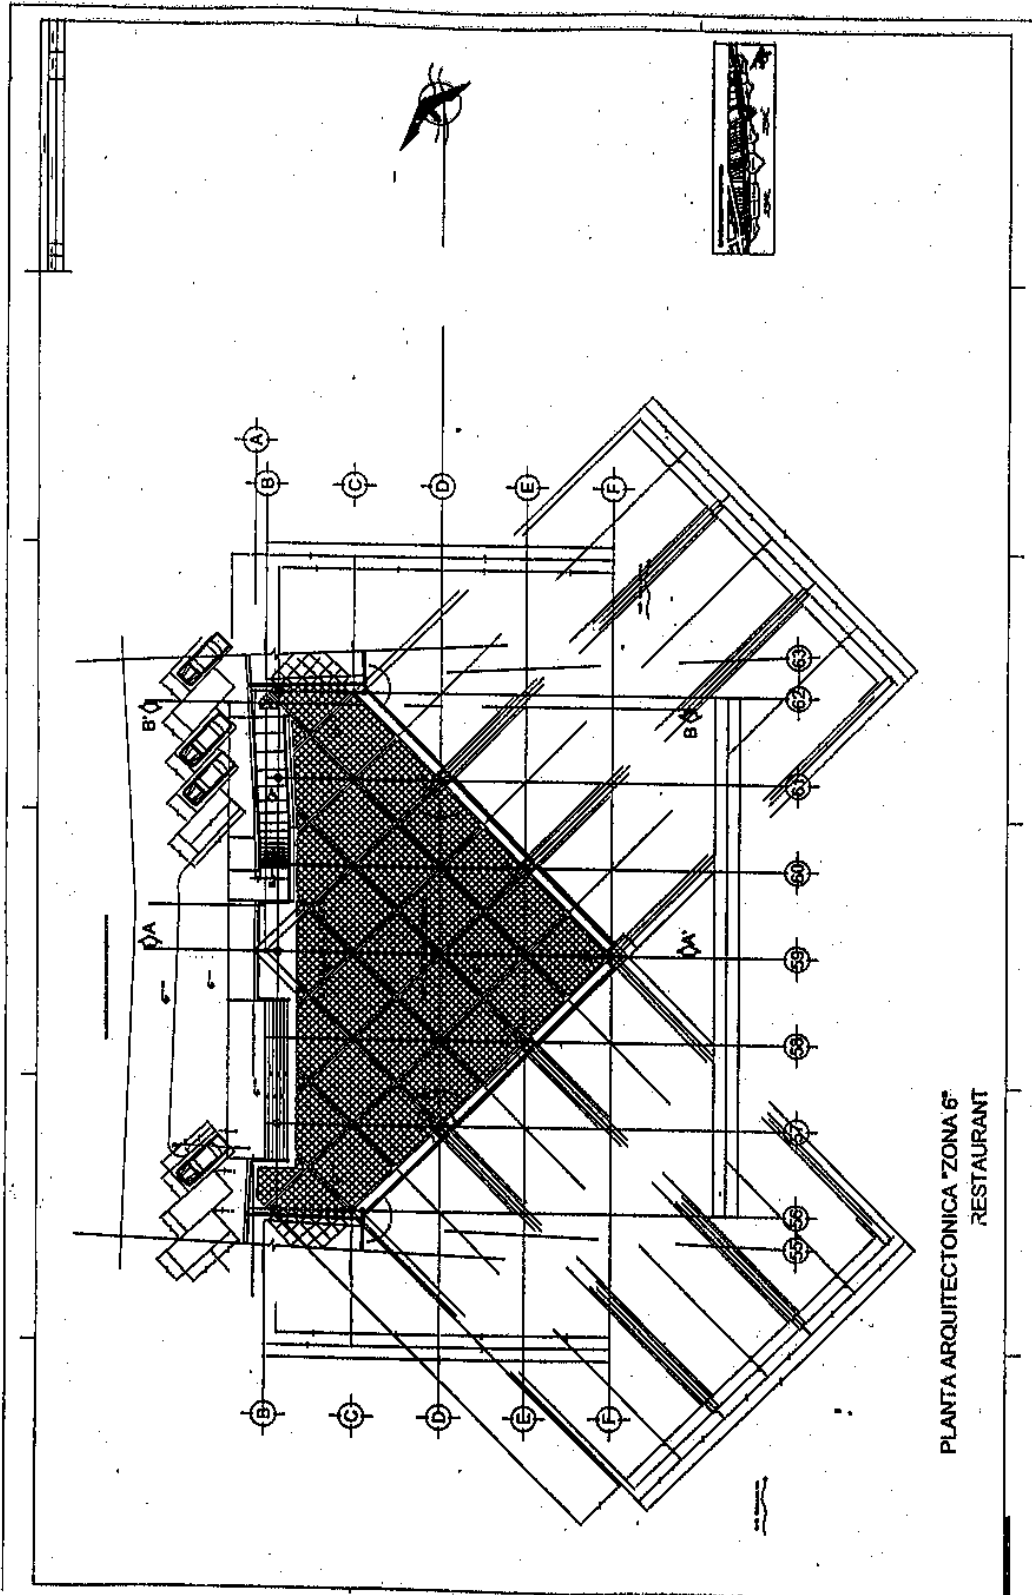 A
B
C
D
E
F
B'
A
B
A'
63
62
61
60
59
58
57
56
55
B
C
D
E
F
PLANTA ARQUITECTONICA "ZONA 6"
RESTAURANT